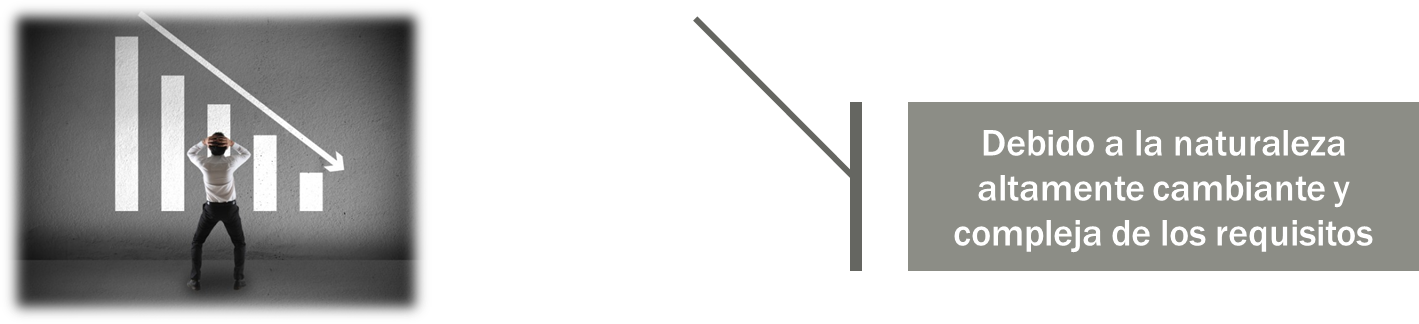 Debido a la naturaleza
altamente cambiante y
compleja de los requisitos